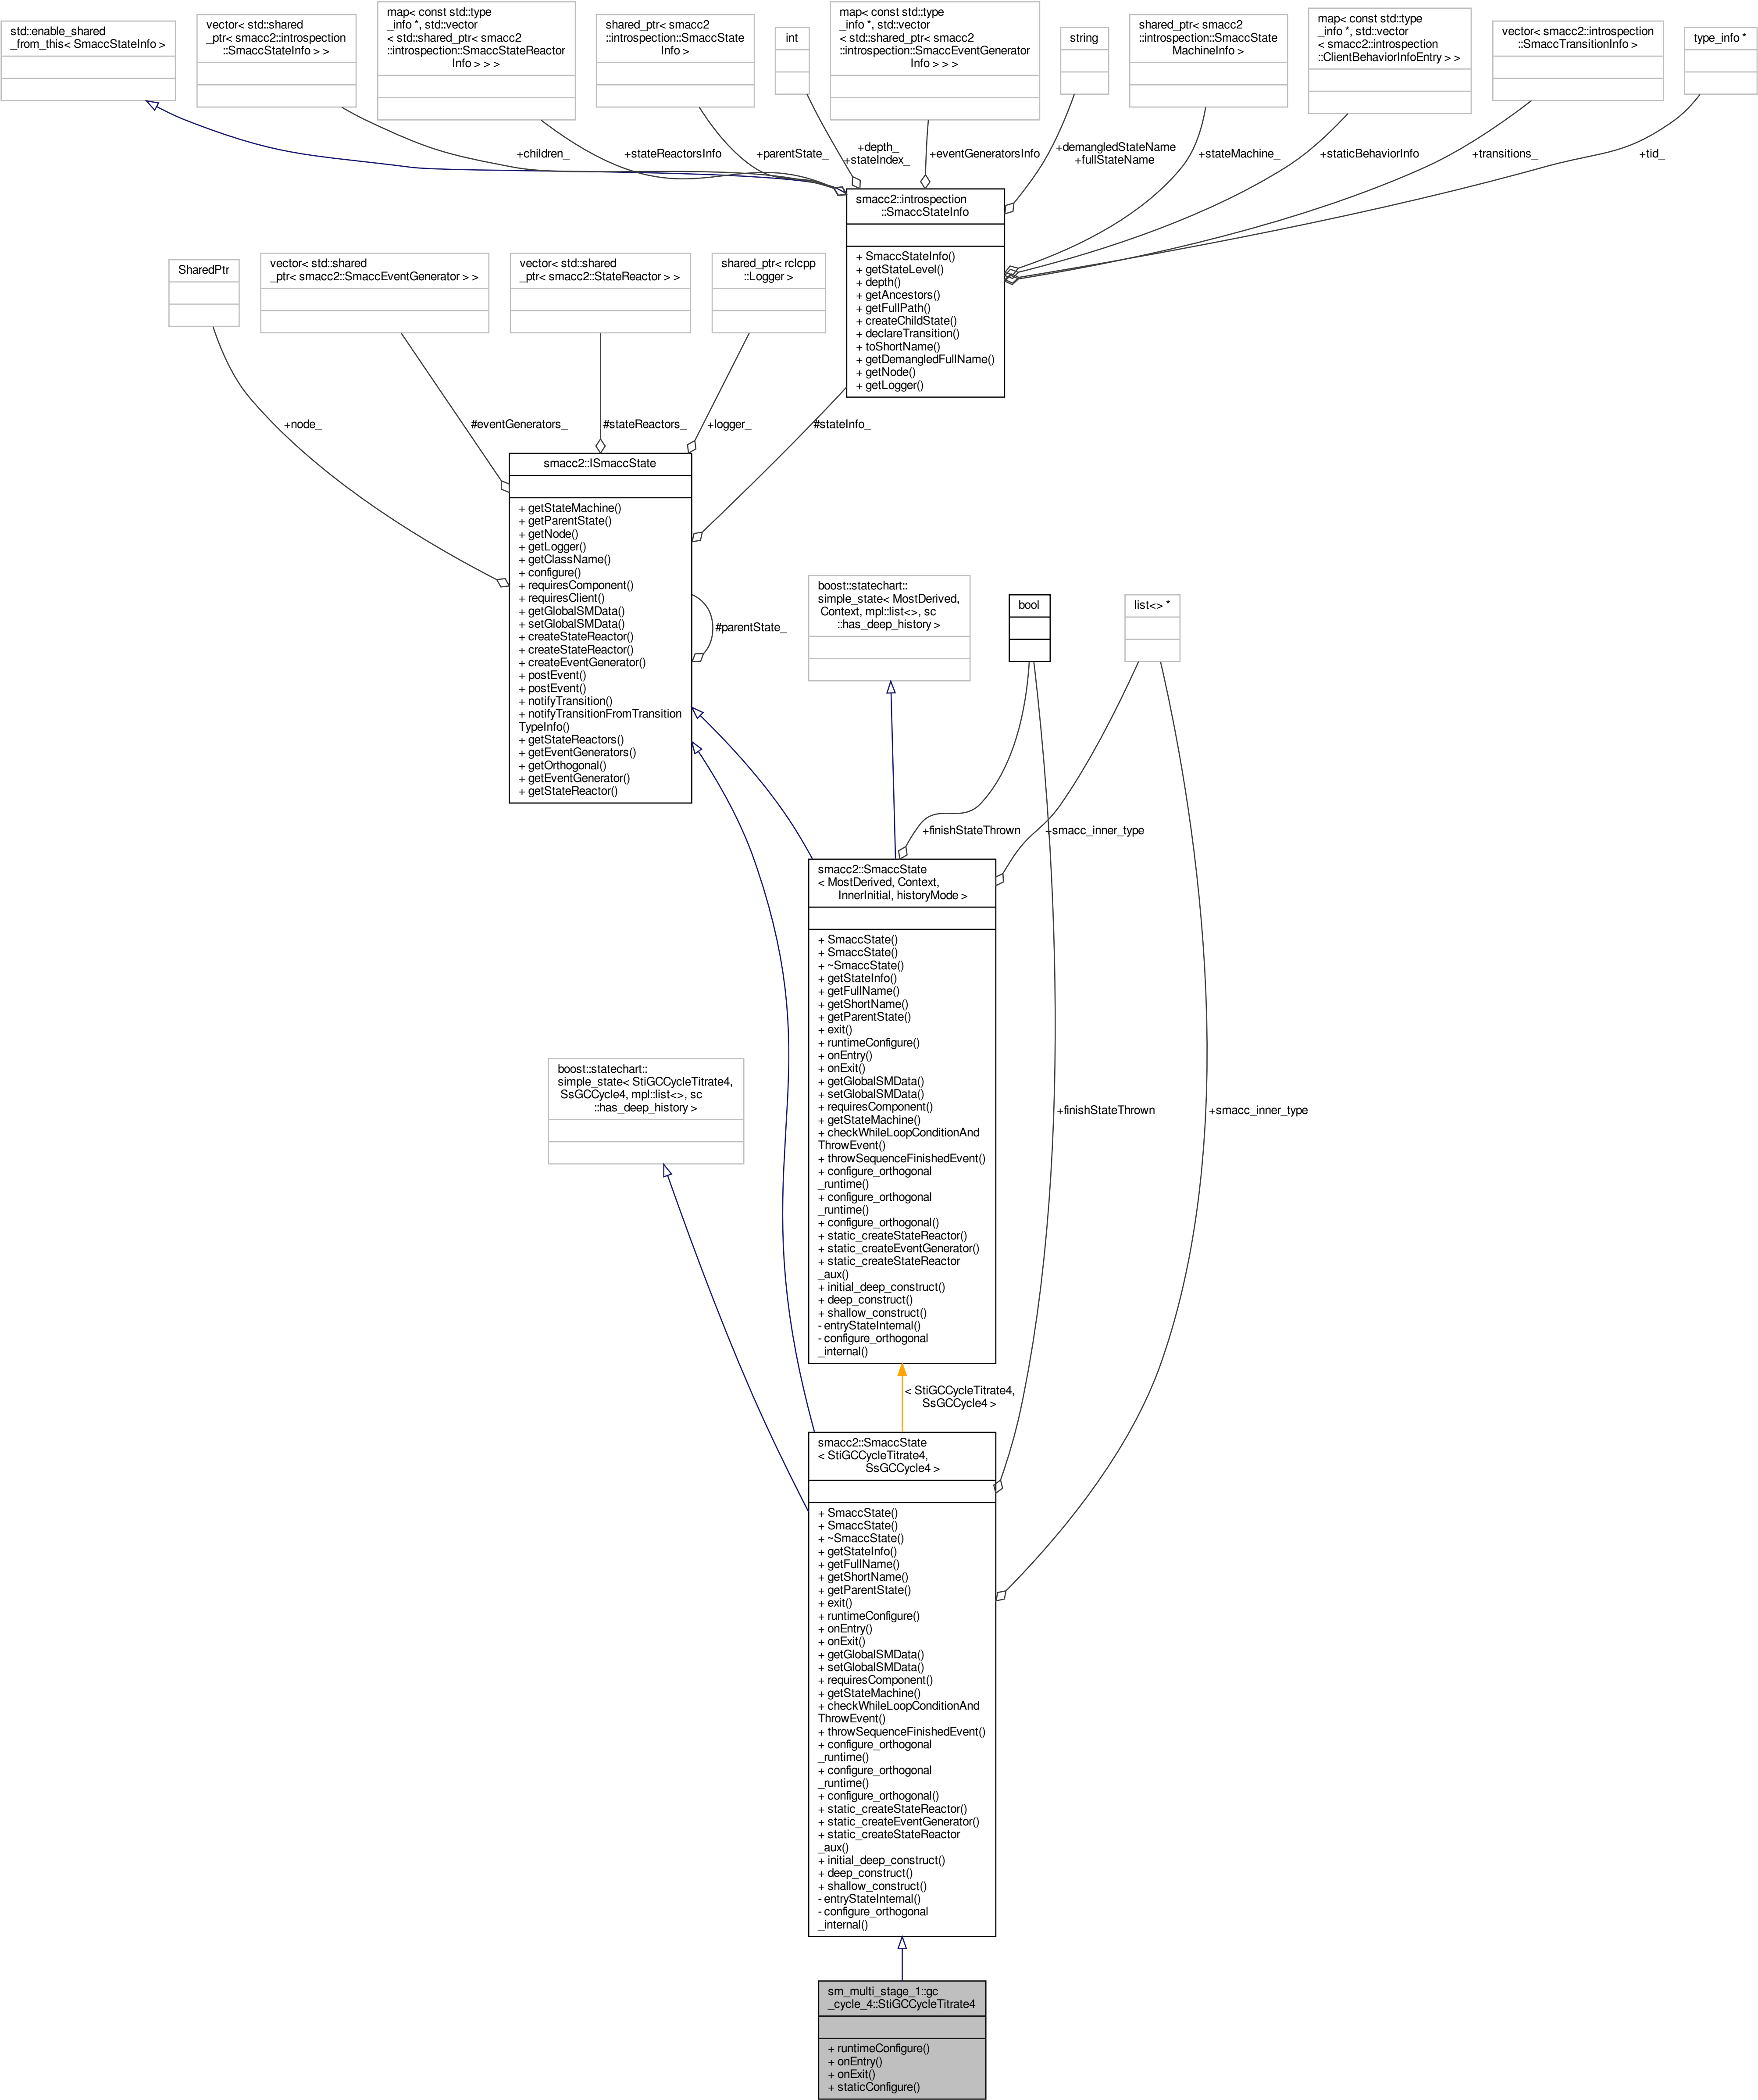 std::enable_shared
_from_this< SmaccStateInfo >
vector< std::shared
_ptr< smacc2::introspection
::SmaccStateInfo > >
map< const std::type
_info *, std::vector
< std::shared_ptr< smacc2
::introspection::SmaccStateReactor
Info > > >
shared_ptr< smacc2
::introspection::SmaccState
Info >
int
map< const std::type
_info *, std::vector
< std::shared_ptr< smacc2
::introspection::SmaccEventGenerator
Info > > >
string
shared_ptr< smacc2
::introspection::SmaccState
MachineInfo >
map< const std::type
_info *, std::vector
< smacc2::introspection
::ClientBehaviorInfoEntry > >
vector< smacc2::introspection
::SmaccTransitionInfo >
type_info *
+children_
+stateReactorsInfo
+parentState_
+depth_
+stateIndex_
+eventGeneratorsInfo
+demangledStateName
+fullStateName
+stateMachine_
+staticBehaviorInfo
+transitions_
+tid_
smacc2::introspection
::SmaccStateInfo
+ SmaccStateInfo()
+ getStateLevel()
+ depth()
+ getAncestors()
+ getFullPath()
+ createChildState()
+ declareTransition()
+ toShortName()
+ getDemangledFullName()
+ getNode()
+ getLogger()
SharedPtr
vector< std::shared
_ptr< smacc2::SmaccEventGenerator > >
vector< std::shared
_ptr< smacc2::StateReactor > >
shared_ptr< rclcpp
::Logger >
+node_
#eventGenerators_
#stateReactors_
+logger_
#stateInfo_
smacc2::ISmaccState
+ getStateMachine()
+ getParentState()
+ getNode()
+ getLogger()
+ getClassName()
+ configure()
+ requiresComponent()
+ requiresClient()
+ getGlobalSMData()
+ setGlobalSMData()
+ createStateReactor()
+ createStateReactor()
+ createEventGenerator()
+ postEvent()
+ postEvent()
+ notifyTransition()
+ notifyTransitionFromTransition
TypeInfo()
+ getStateReactors()
+ getEventGenerators()
+ getOrthogonal()
+ getEventGenerator()
+ getStateReactor()
#parentState_
boost::statechart::
simple_state< MostDerived,
Context, mpl::list<>, sc
::has_deep_history >
bool
list<> *
+finishStateThrown
+smacc_inner_type
smacc2::SmaccState
< MostDerived, Context,
InnerInitial, historyMode >
+ SmaccState()
+ SmaccState()
+ ~SmaccState()
+ getStateInfo()
+ getFullName()
+ getShortName()
+ getParentState()
+ exit()
+ runtimeConfigure()
+ onEntry()
+ onExit()
+ getGlobalSMData()
+ setGlobalSMData()
+ requiresComponent()
+ getStateMachine()
+ checkWhileLoopConditionAnd
ThrowEvent()
+ throwSequenceFinishedEvent()
+ configure_orthogonal
_runtime()
+ configure_orthogonal
_runtime()
+ configure_orthogonal()
+ static_createStateReactor()
+ static_createEventGenerator()
+ static_createStateReactor
_aux()
+ initial_deep_construct()
+ deep_construct()
+ shallow_construct()
- entryStateInternal()
- configure_orthogonal
_internal()
boost::statechart::
simple_state< StiGCCycleTitrate4,
SsGCCycle4, mpl::list<>, sc
::has_deep_history >
+finishStateThrown
+smacc_inner_type
< StiGCCycleTitrate4,
SsGCCycle4 >
smacc2::SmaccState
< StiGCCycleTitrate4,
SsGCCycle4 >
+ SmaccState()
+ SmaccState()
+ ~SmaccState()
+ getStateInfo()
+ getFullName()
+ getShortName()
+ getParentState()
+ exit()
+ runtimeConfigure()
+ onEntry()
+ onExit()
+ getGlobalSMData()
+ setGlobalSMData()
+ requiresComponent()
+ getStateMachine()
+ checkWhileLoopConditionAnd
ThrowEvent()
+ throwSequenceFinishedEvent()
+ configure_orthogonal
_runtime()
+ configure_orthogonal
_runtime()
+ configure_orthogonal()
+ static_createStateReactor()
+ static_createEventGenerator()
+ static_createStateReactor
_aux()
+ initial_deep_construct()
+ deep_construct()
+ shallow_construct()
- entryStateInternal()
- configure_orthogonal
_internal()
sm_multi_stage_1::gc
_cycle_4::StiGCCycleTitrate4
+ runtimeConfigure()
+ onEntry()
+ onExit()
+ staticConfigure()